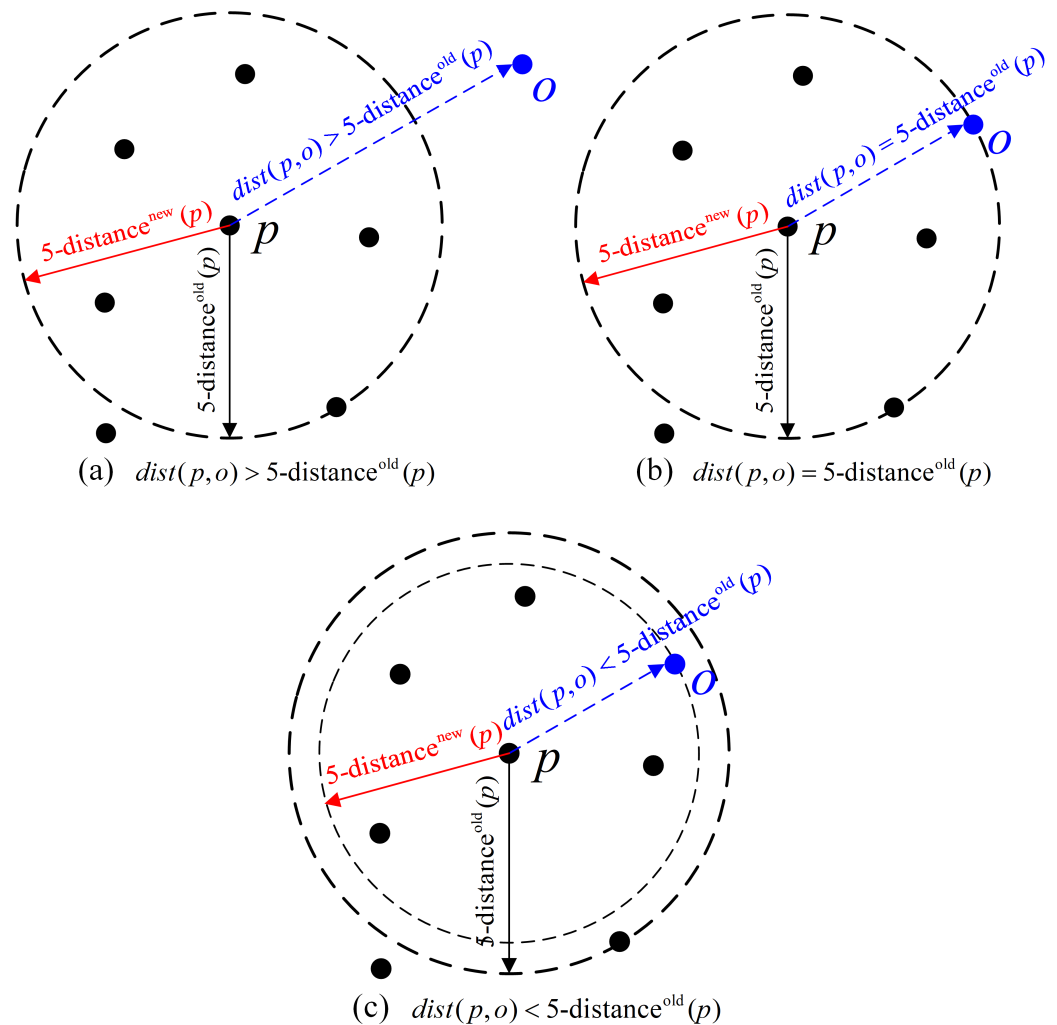 dist(p,o) > 5-distance^old(p)
o
5-distance^new(p)
p
5-distance^old(p)
(a) dist(p,o) > 5-distance^old(p)
dist(p,o) = 5-distance^old(p)
o
5-distance^new(p)
p
5-distance^old(p)
(b) dist(p,o) = 5-distance^old(p)
dist(p,o) < 5-distance^old(p)
o
5-distance^new(p)
p
5-distance^old(p)
(c) dist(p,o) < 5-distance^old(p)